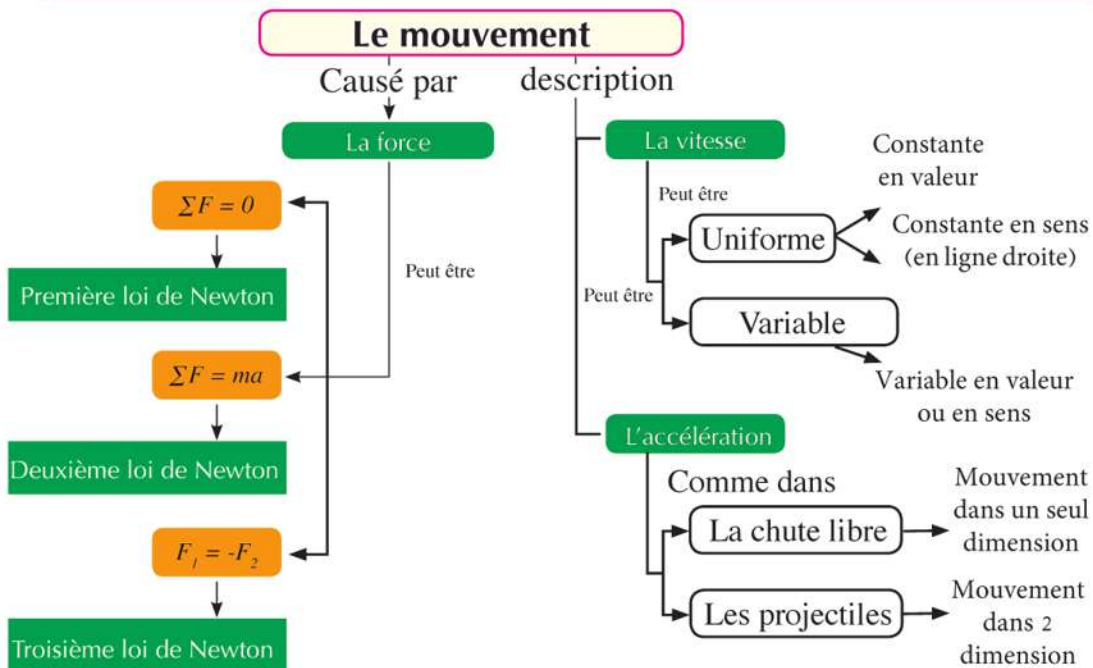 Le mouvement
Causé par
La force
Peut être
ΣF = 0
Première loi de Newton
ΣF = ma
Deuxième loi de Newton
F₁ = -F₂
Troisième loi de Newton
description
La vitesse
Peut être
Uniforme
Constante
en valeur
Constante en sens
(en ligne droite)
Peut être
Variable
Variable en valeur
ou en sens
L'accélération
Comme dans
La chute libre
Mouvement
dans un seul
dimension
Les projectiles
Mouvement
dans 2
dimension